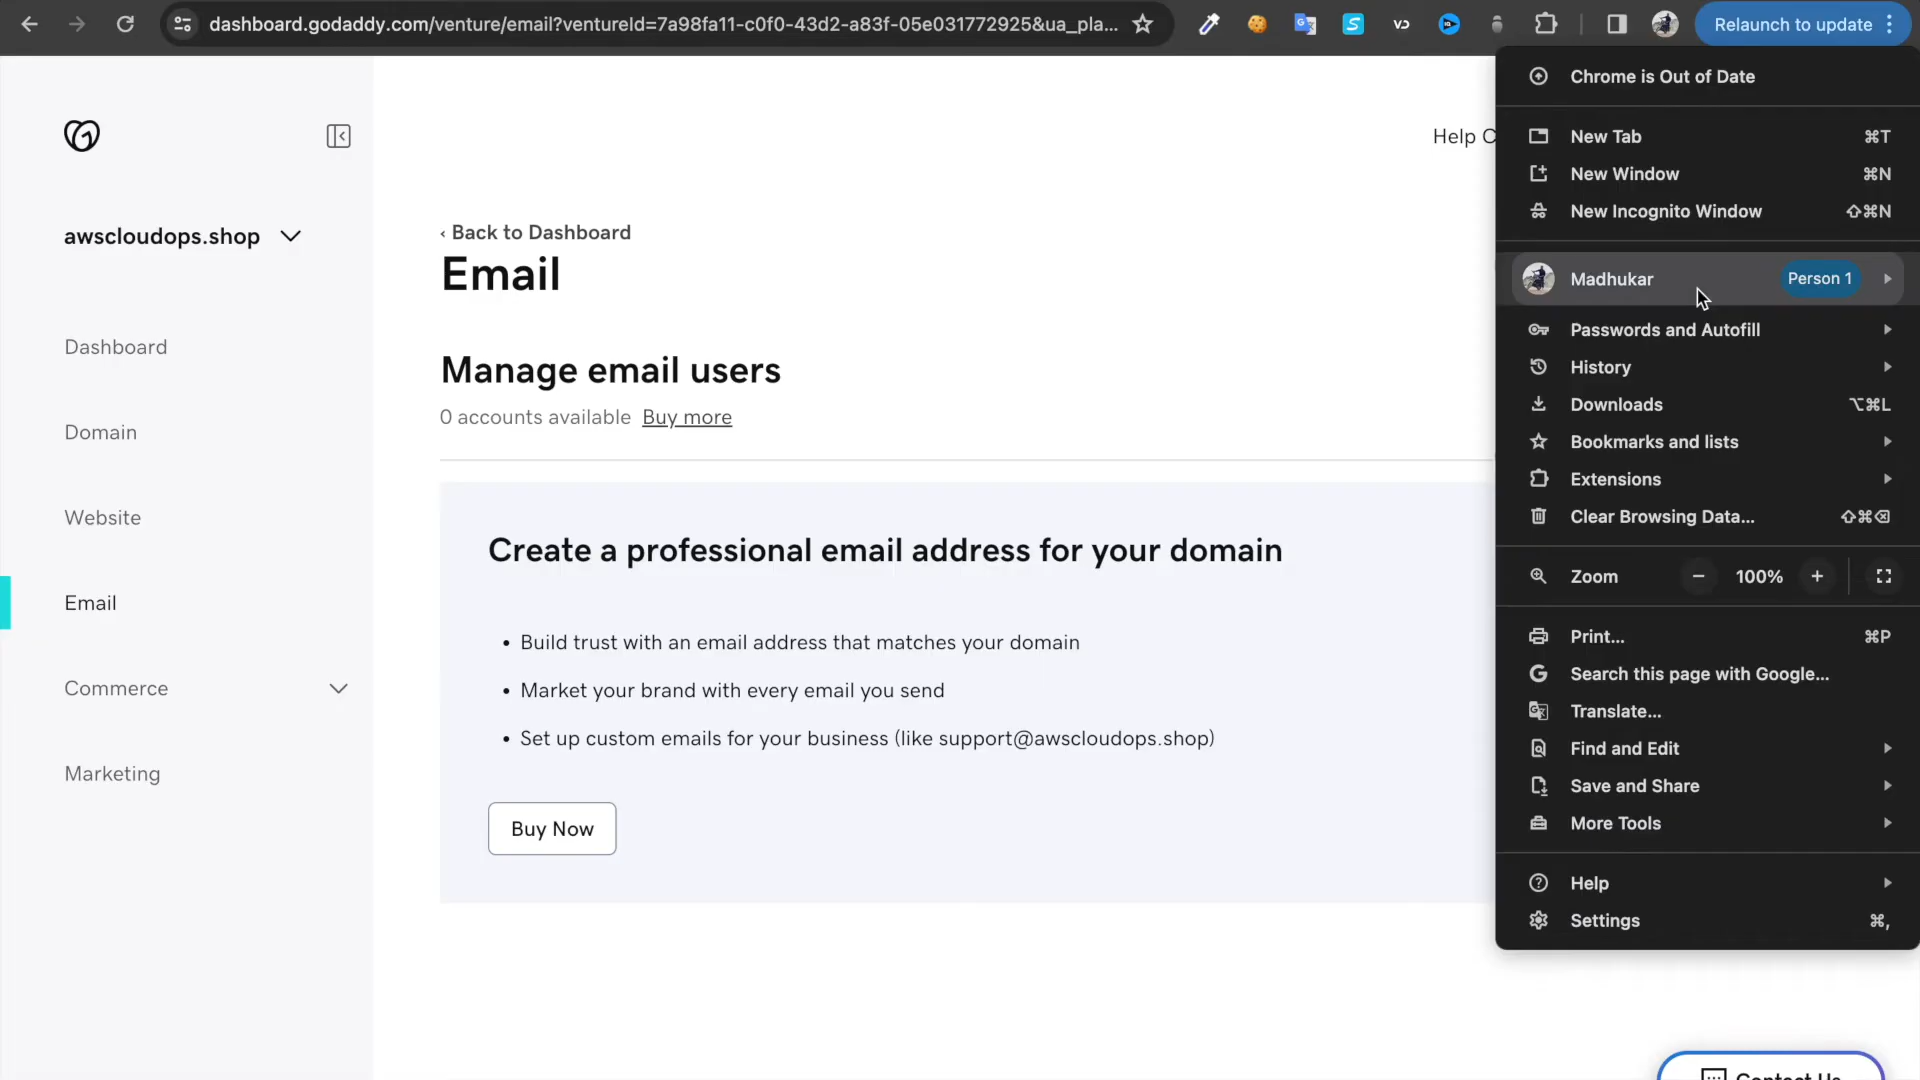 dashboard.godaddy.com/venture/email?ventureId=7a98fa11-c0f0-43d2-a83f-05e031772925&ua_pla...
Relaunch to update
Chrome is Out of Date
New Tab ⌘T
New Window ⌘N
New Incognito Window ⇧⌘N
Madhukar Person 1
Passwords and Autofill
History
Downloads ⌥⌘L
Bookmarks and lists
Extensions
Clear Browsing Data... ⇧⌘⌫
Zoom − 100% +
Print... ⌘P
Search this page with Google...
Translate...
Find and Edit
Save and Share
More Tools
Help
Settings ⌘,
awscloudops.shop
Dashboard
Domain
Website
Email
Commerce
Marketing
Help C
‹ Back to Dashboard
Email
Manage email users
0 accounts available Buy more
Create a professional email address for your domain
• Build trust with an email address that matches your domain
• Market your brand with every email you send
• Set up custom emails for your business (like support@awscloudops.shop)
Buy Now
Contact Us